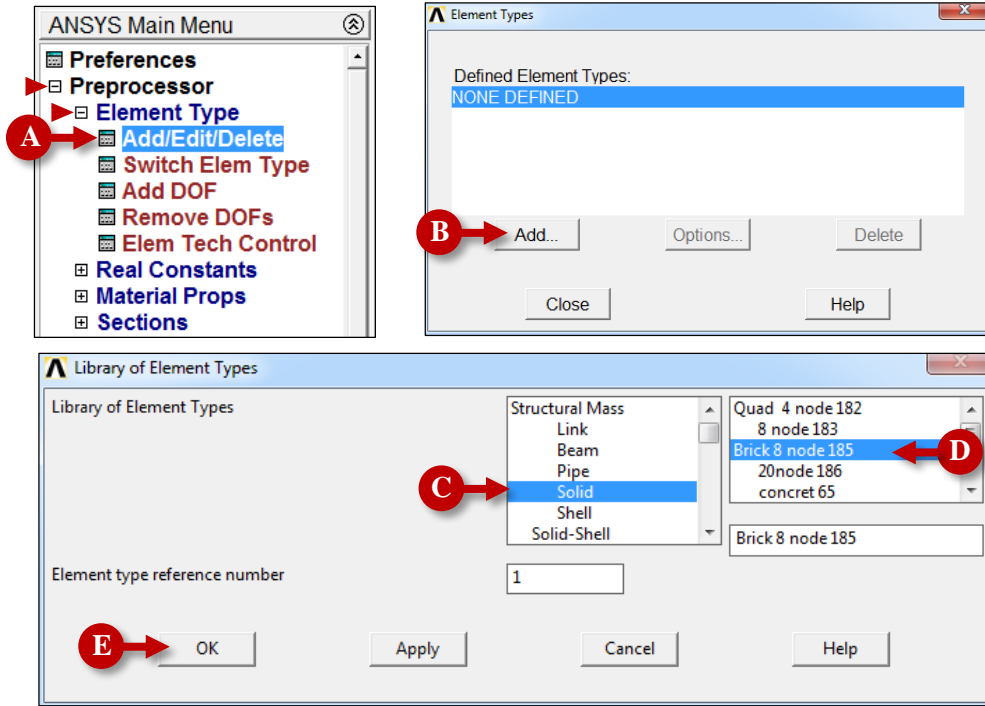 ANSYS Main Menu
Preferences
Preprocessor
Element Type
A Add/Edit/Delete
Switch Elem Type
Add DOF
Remove DOFs
Elem Tech Control
Real Constants
Material Props
Sections
Element Types
Defined Element Types:
NONE DEFINED
B Add... Options... Delete
Close Help
Library of Element Types
Library of Element Types
Structural Mass
Link
Beam
Pipe
C Solid
Shell
Solid-Shell
Quad 4 node 182
8 node 183
Brick 8 node 185 D
20node 186
concret 65
Brick 8 node 185
Element type reference number 1
E OK Apply Cancel Help